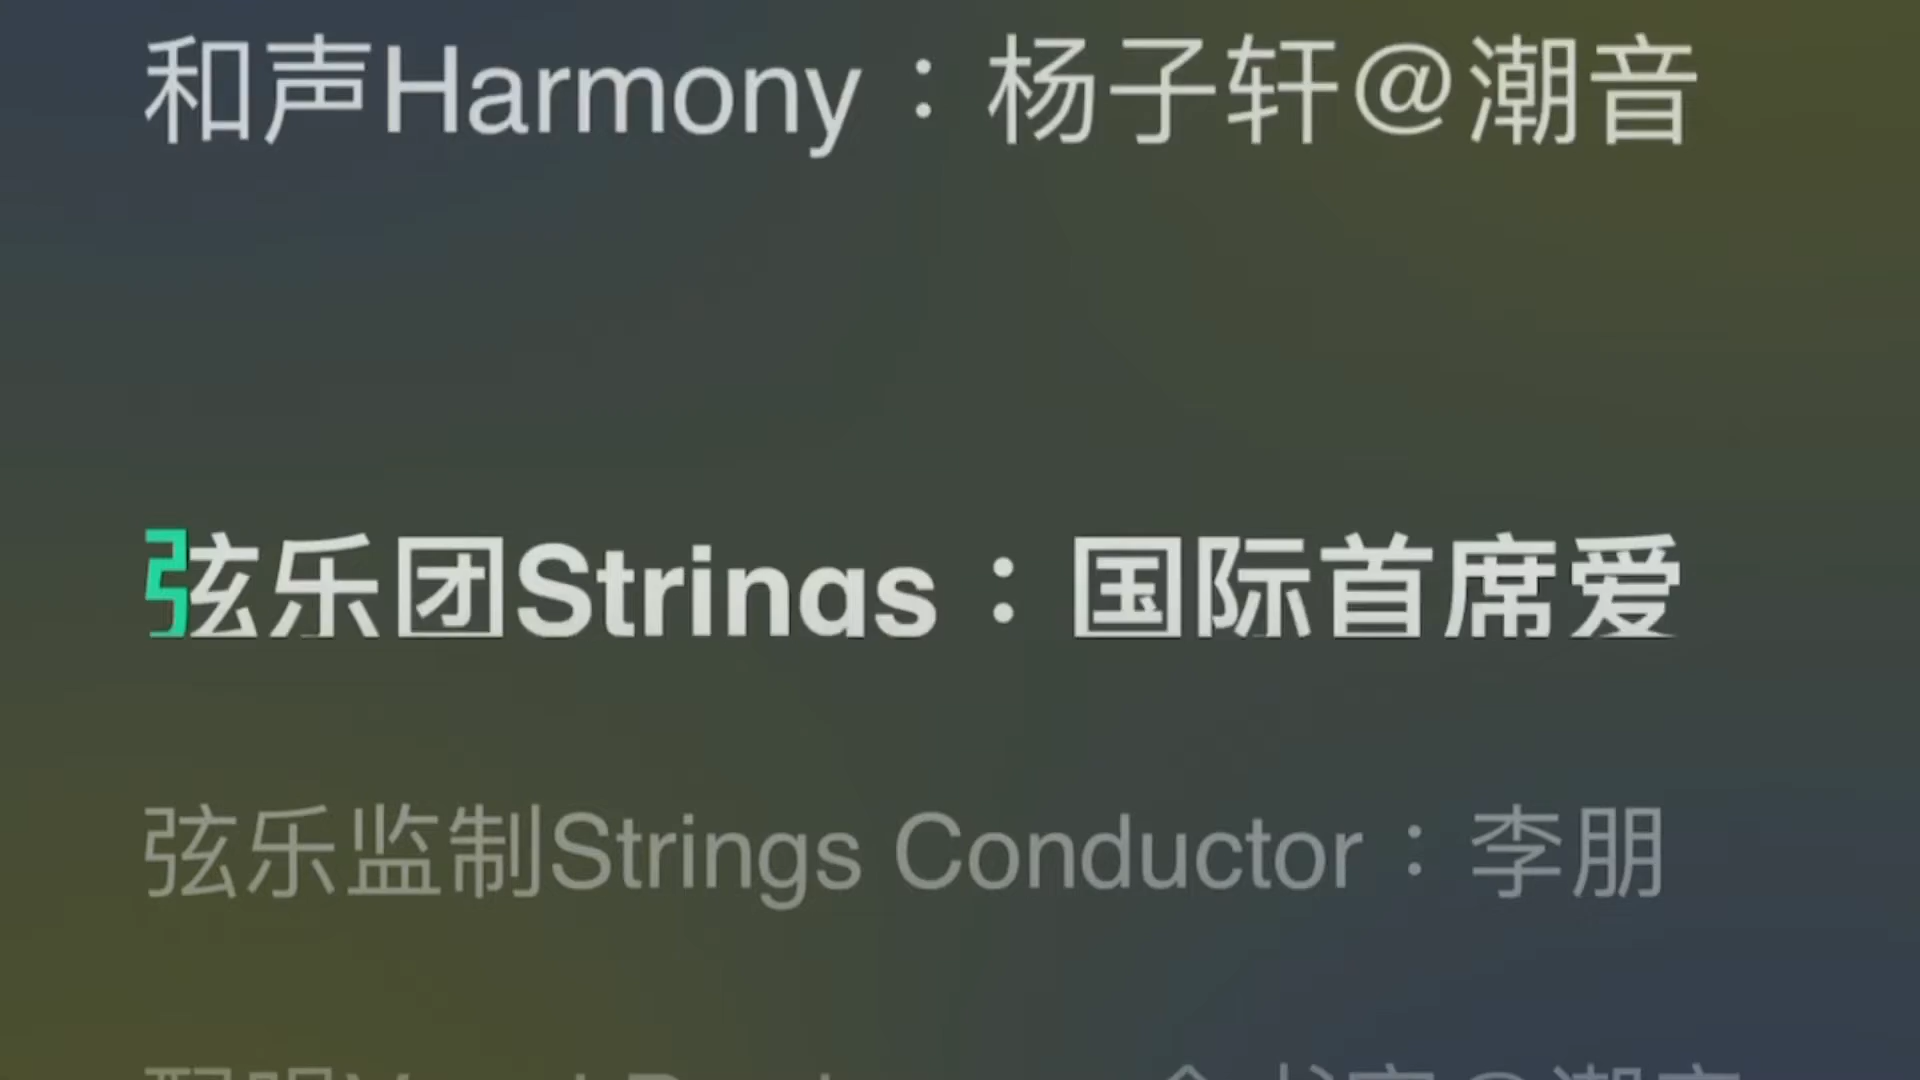 和声Harmony：杨子轩@潮音
弦乐团Strings：国际首席爱
弦乐监制Strings Conductor：李朋